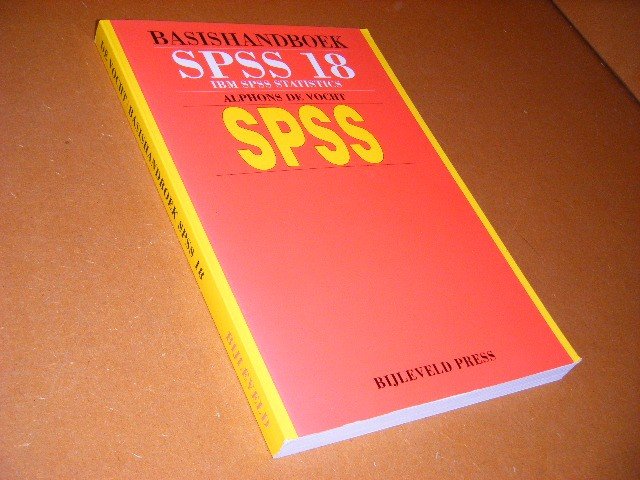 BASISHANDBOEK
SPSS 18
IBM SPSS STATISTICS
ALPHONS DE VOCHT
SPSS
BIJLEVELD PRESS
DE VOCHT BASISHANDBOEK SPSS 18
BIJLEVELD